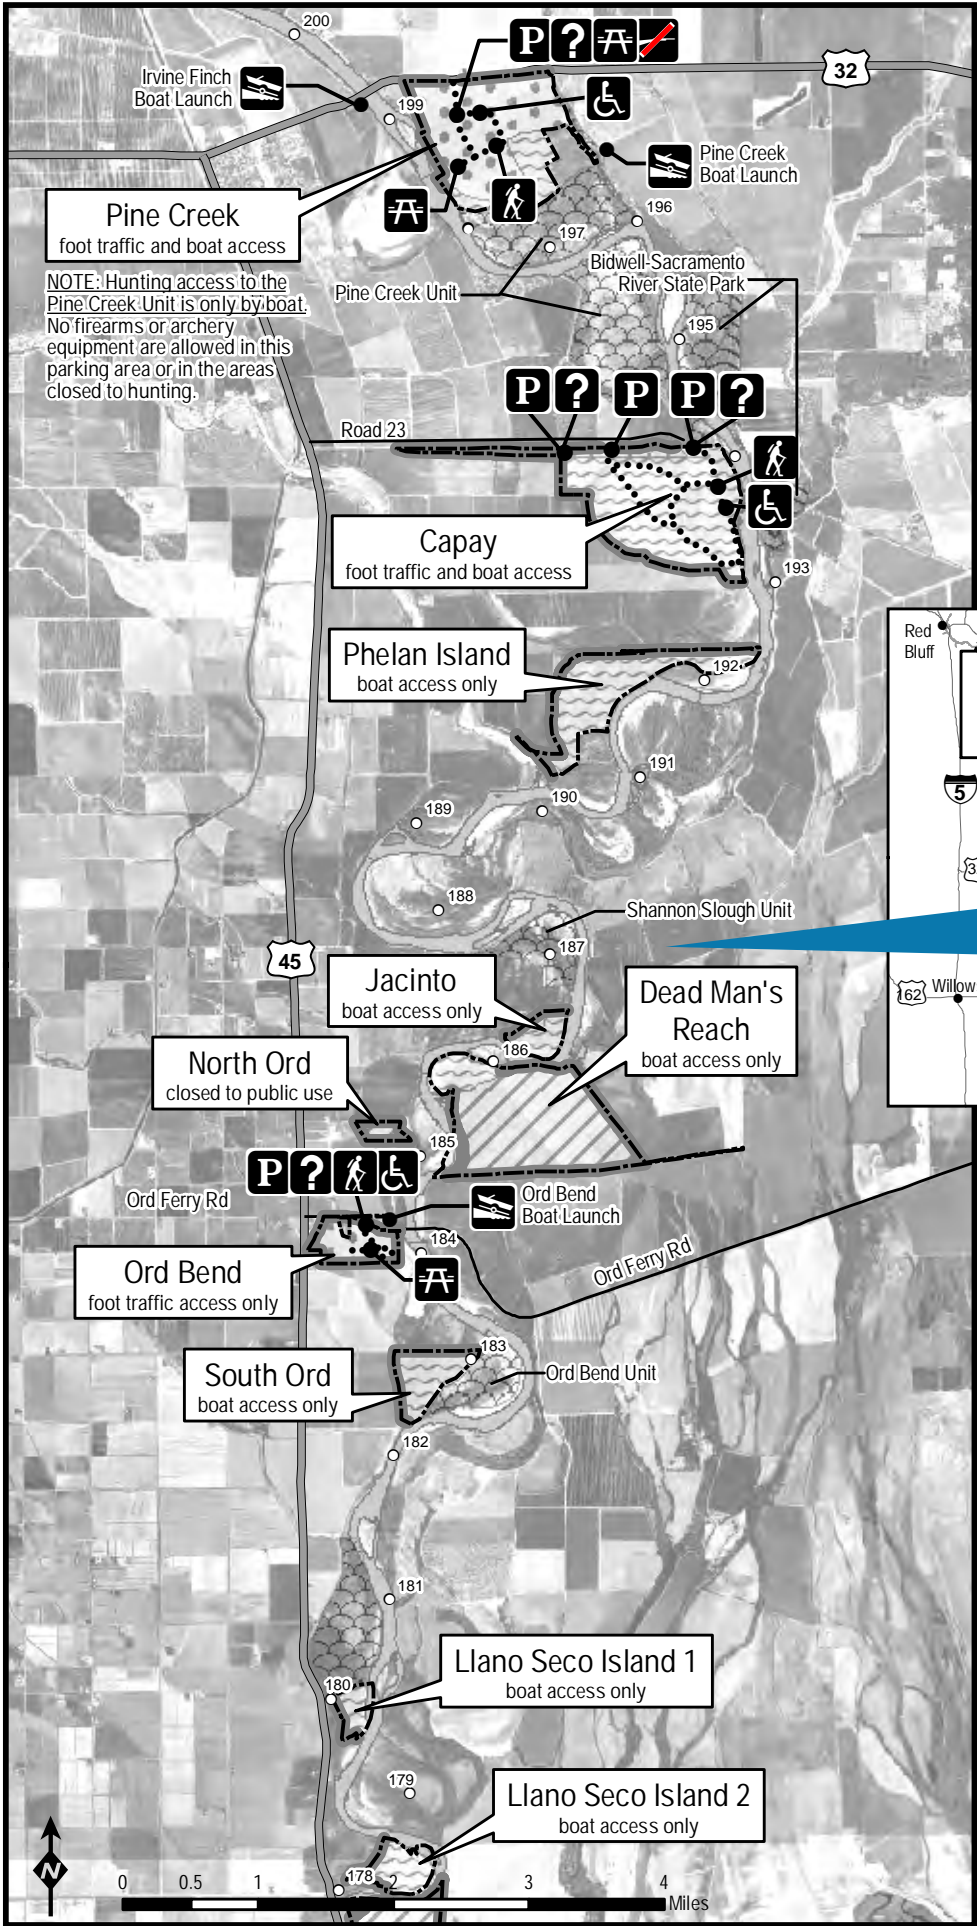 200
P ?
32
Irvine Finch
Boat Launch
199
Pine Creek
Boat Launch
Pine Creek
foot traffic and boat access
196
197
Bidwell-Sacramento
River State Park
NOTE: Hunting access to the
Pine Creek Unit is only by boat.
No firearms or archery
equipment are allowed in this
parking area or in the areas
closed to hunting.
Pine Creek Unit
195
P ? P P ?
Road 23
Capay
foot traffic and boat access
193
Red
Bluff
Phelan Island
boat access only
192
191
5
190
189
188
Shannon Slough Unit
187
45
Jacinto
boat access only
Dead Man's
Reach
boat access only
162
Willow
186
North Ord
closed to public use
185
P ?
Ord Ferry Rd
Ord Bend
Boat Launch
184
Ord Ferry Rd
Ord Bend
foot traffic access only
183
South Ord
boat access only
Ord Bend Unit
182
181
Llano Seco Island 1
boat access only
180
179
Llano Seco Island 2
boat access only
N
178
0 0.5 1 2 3 4
Miles